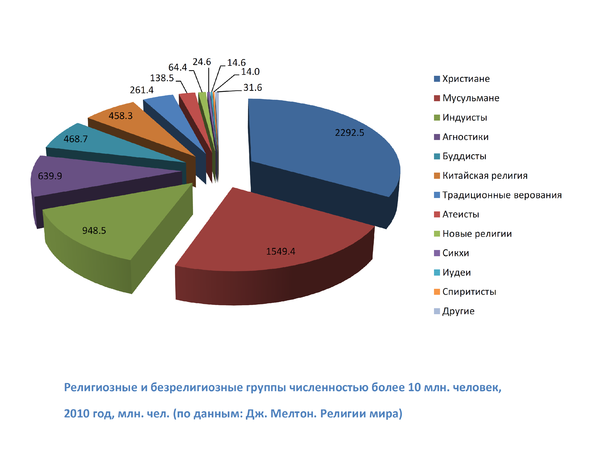 64.4
24.6
14.6
138.5
14.0
261.4
31.6
458.3
2292.5
468.7
639.9
948.5
1549.4
Христиане
Мусульмане
Индуисты
Агностики
Буддисты
Китайская религия
Традиционные верования
Атеисты
Новые религии
Сикхи
Иудеи
Спиритисты
Другие
Религиозные и безрелигиозные группы численностью более 10 млн. человек,
2010 год, млн. чел. (по данным: Дж. Мелтон. Религии мира)